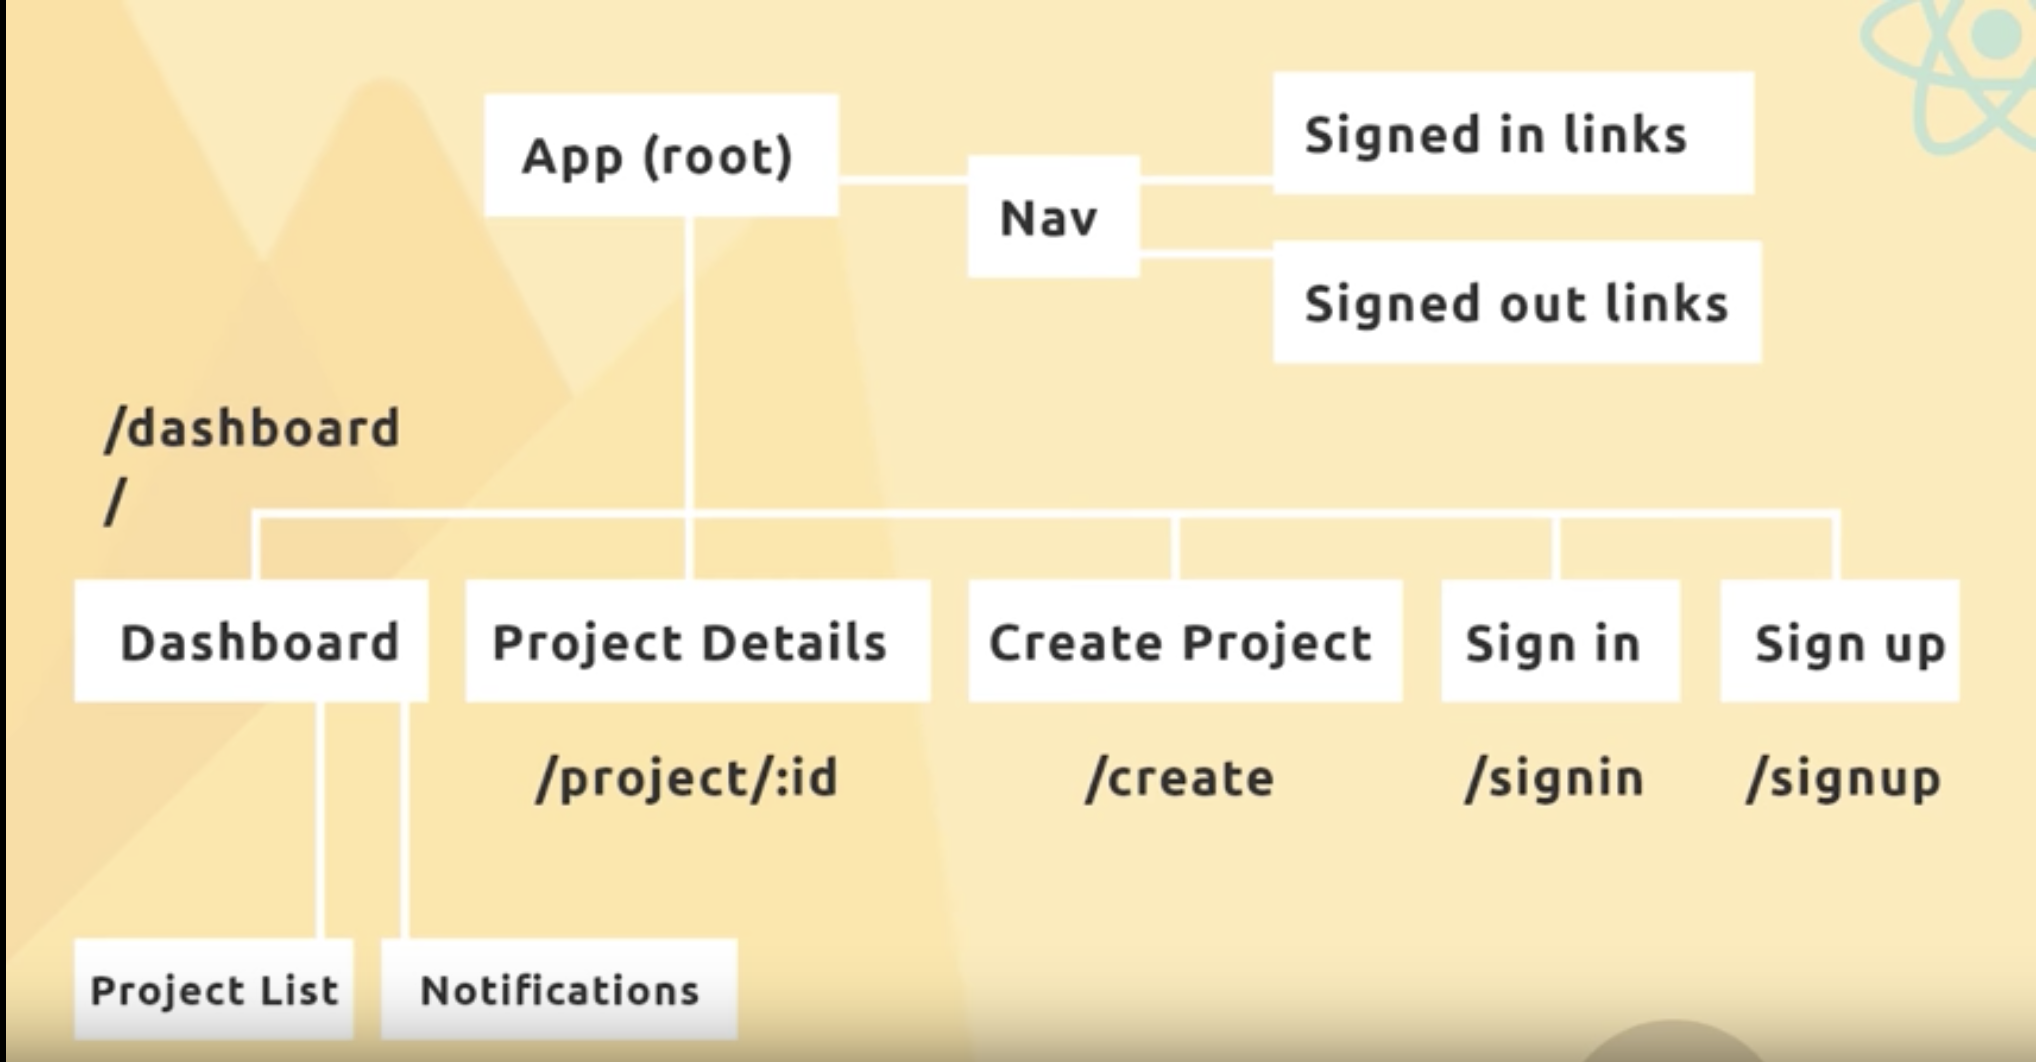 App (root)
Nav
Signed in links
Signed out links
/dashboard
/
Dashboard
Project Details
Create Project
Sign in
Sign up
/project/:id
/create
/signin
/signup
Project List
Notifications